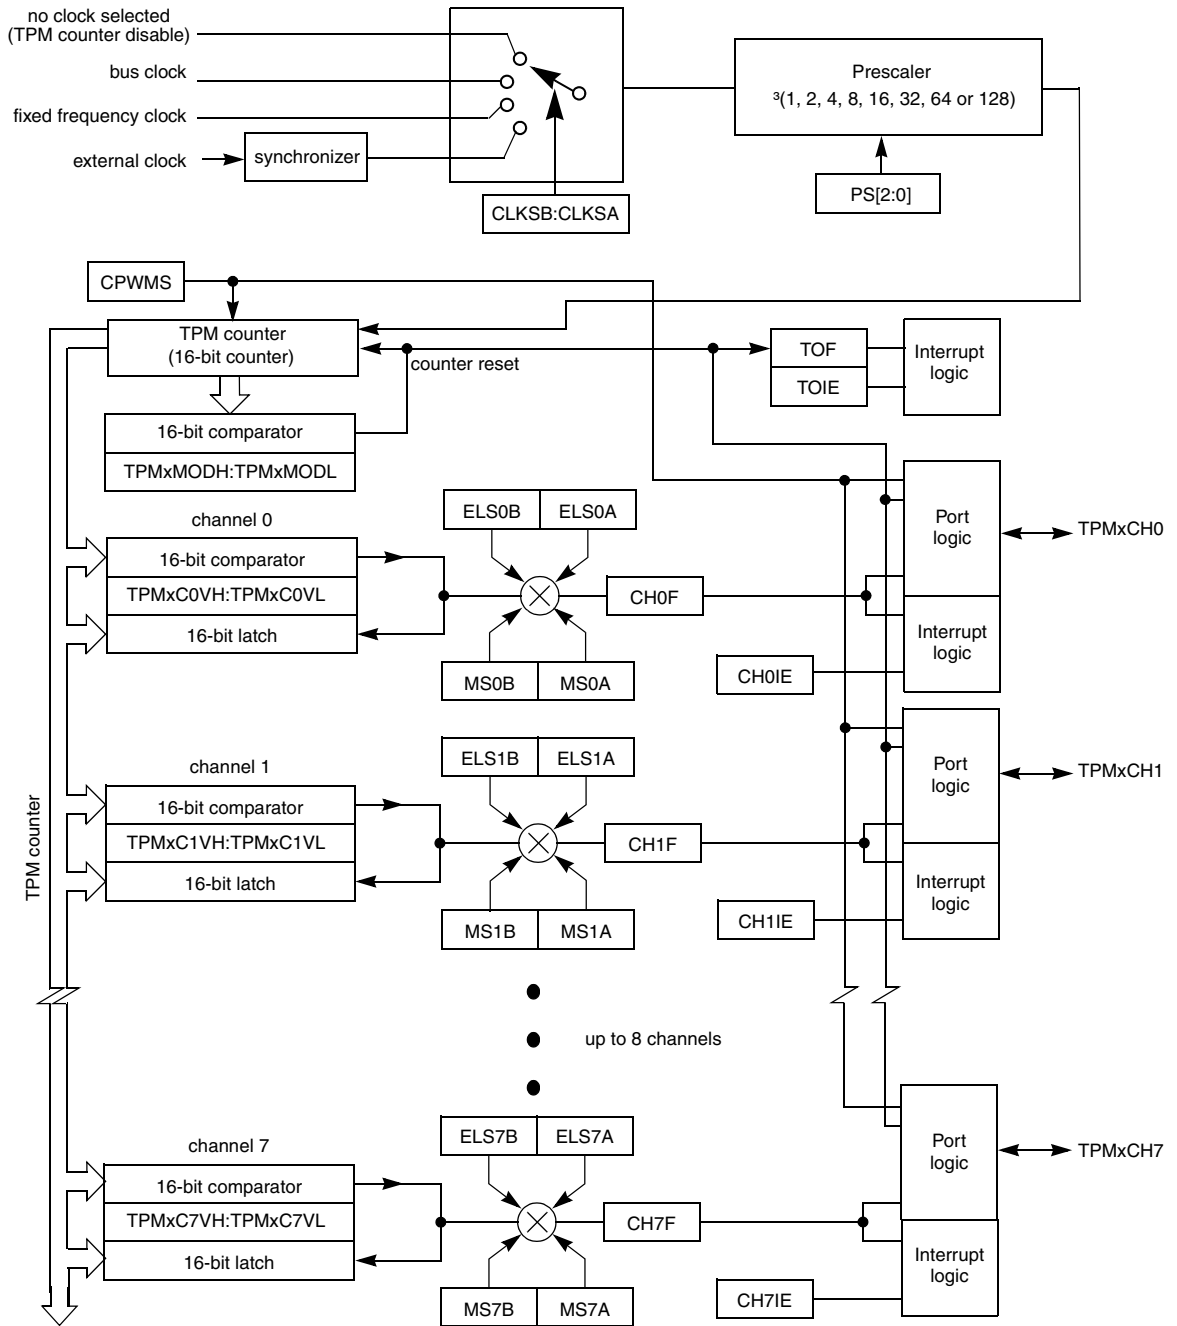 no clock selected
(TPM counter disable)
bus clock
fixed frequency clock
external clock
synchronizer
CLKSB:CLKSA
Prescaler
³(1, 2, 4, 8, 16, 32, 64 or 128)
PS[2:0]
CPWMS
TPM counter
(16-bit counter)
counter reset
TOF
TOIE
Interrupt
logic
16-bit comparator
TPMxMODH:TPMxMODL
channel 0
16-bit comparator
TPMxC0VH:TPMxC0VL
16-bit latch
ELS0B
ELS0A
MS0B
MS0A
CH0F
CH0IE
Port
logic
Interrupt
logic
TPMxCH0
channel 1
16-bit comparator
TPMxC1VH:TPMxC1VL
16-bit latch
ELS1B
ELS1A
MS1B
MS1A
CH1F
CH1IE
Port
logic
Interrupt
logic
TPMxCH1
TPM counter
up to 8 channels
channel 7
16-bit comparator
TPMxC7VH:TPMxC7VL
16-bit latch
ELS7B
ELS7A
MS7B
MS7A
CH7F
CH7IE
Port
logic
Interrupt
logic
TPMxCH7